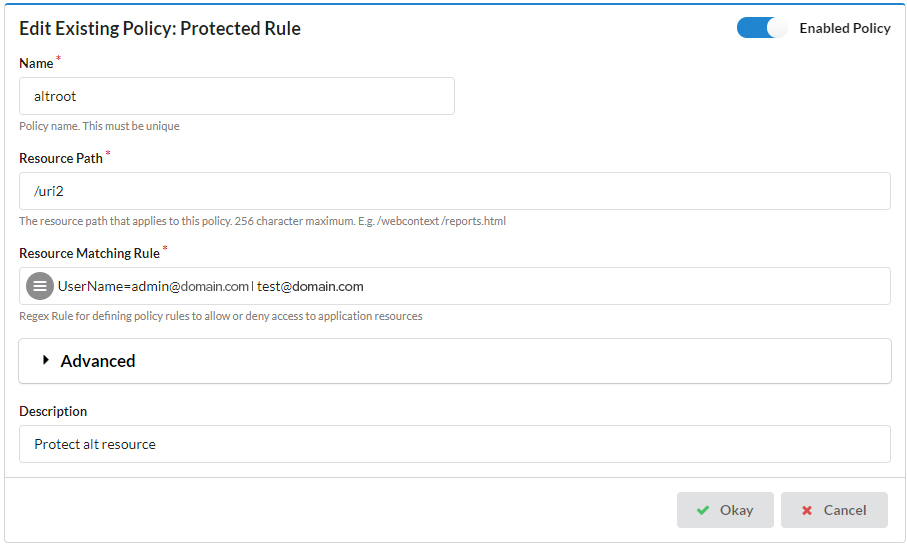 Edit Existing Policy: Protected Rule
Enabled Policy
Name *
altroot
Policy name. This must be unique
Resource Path *
/uri2
The resource path that applies to this policy. 256 character maximum. E.g. /webcontext/reports.html
Resource Matching Rule *
UserName=admin@domain.com | test@domain.com
Regex Rule for defining policy rules to allow or deny access to application resources
Advanced
Description
Protect alt resource
Okay
Cancel